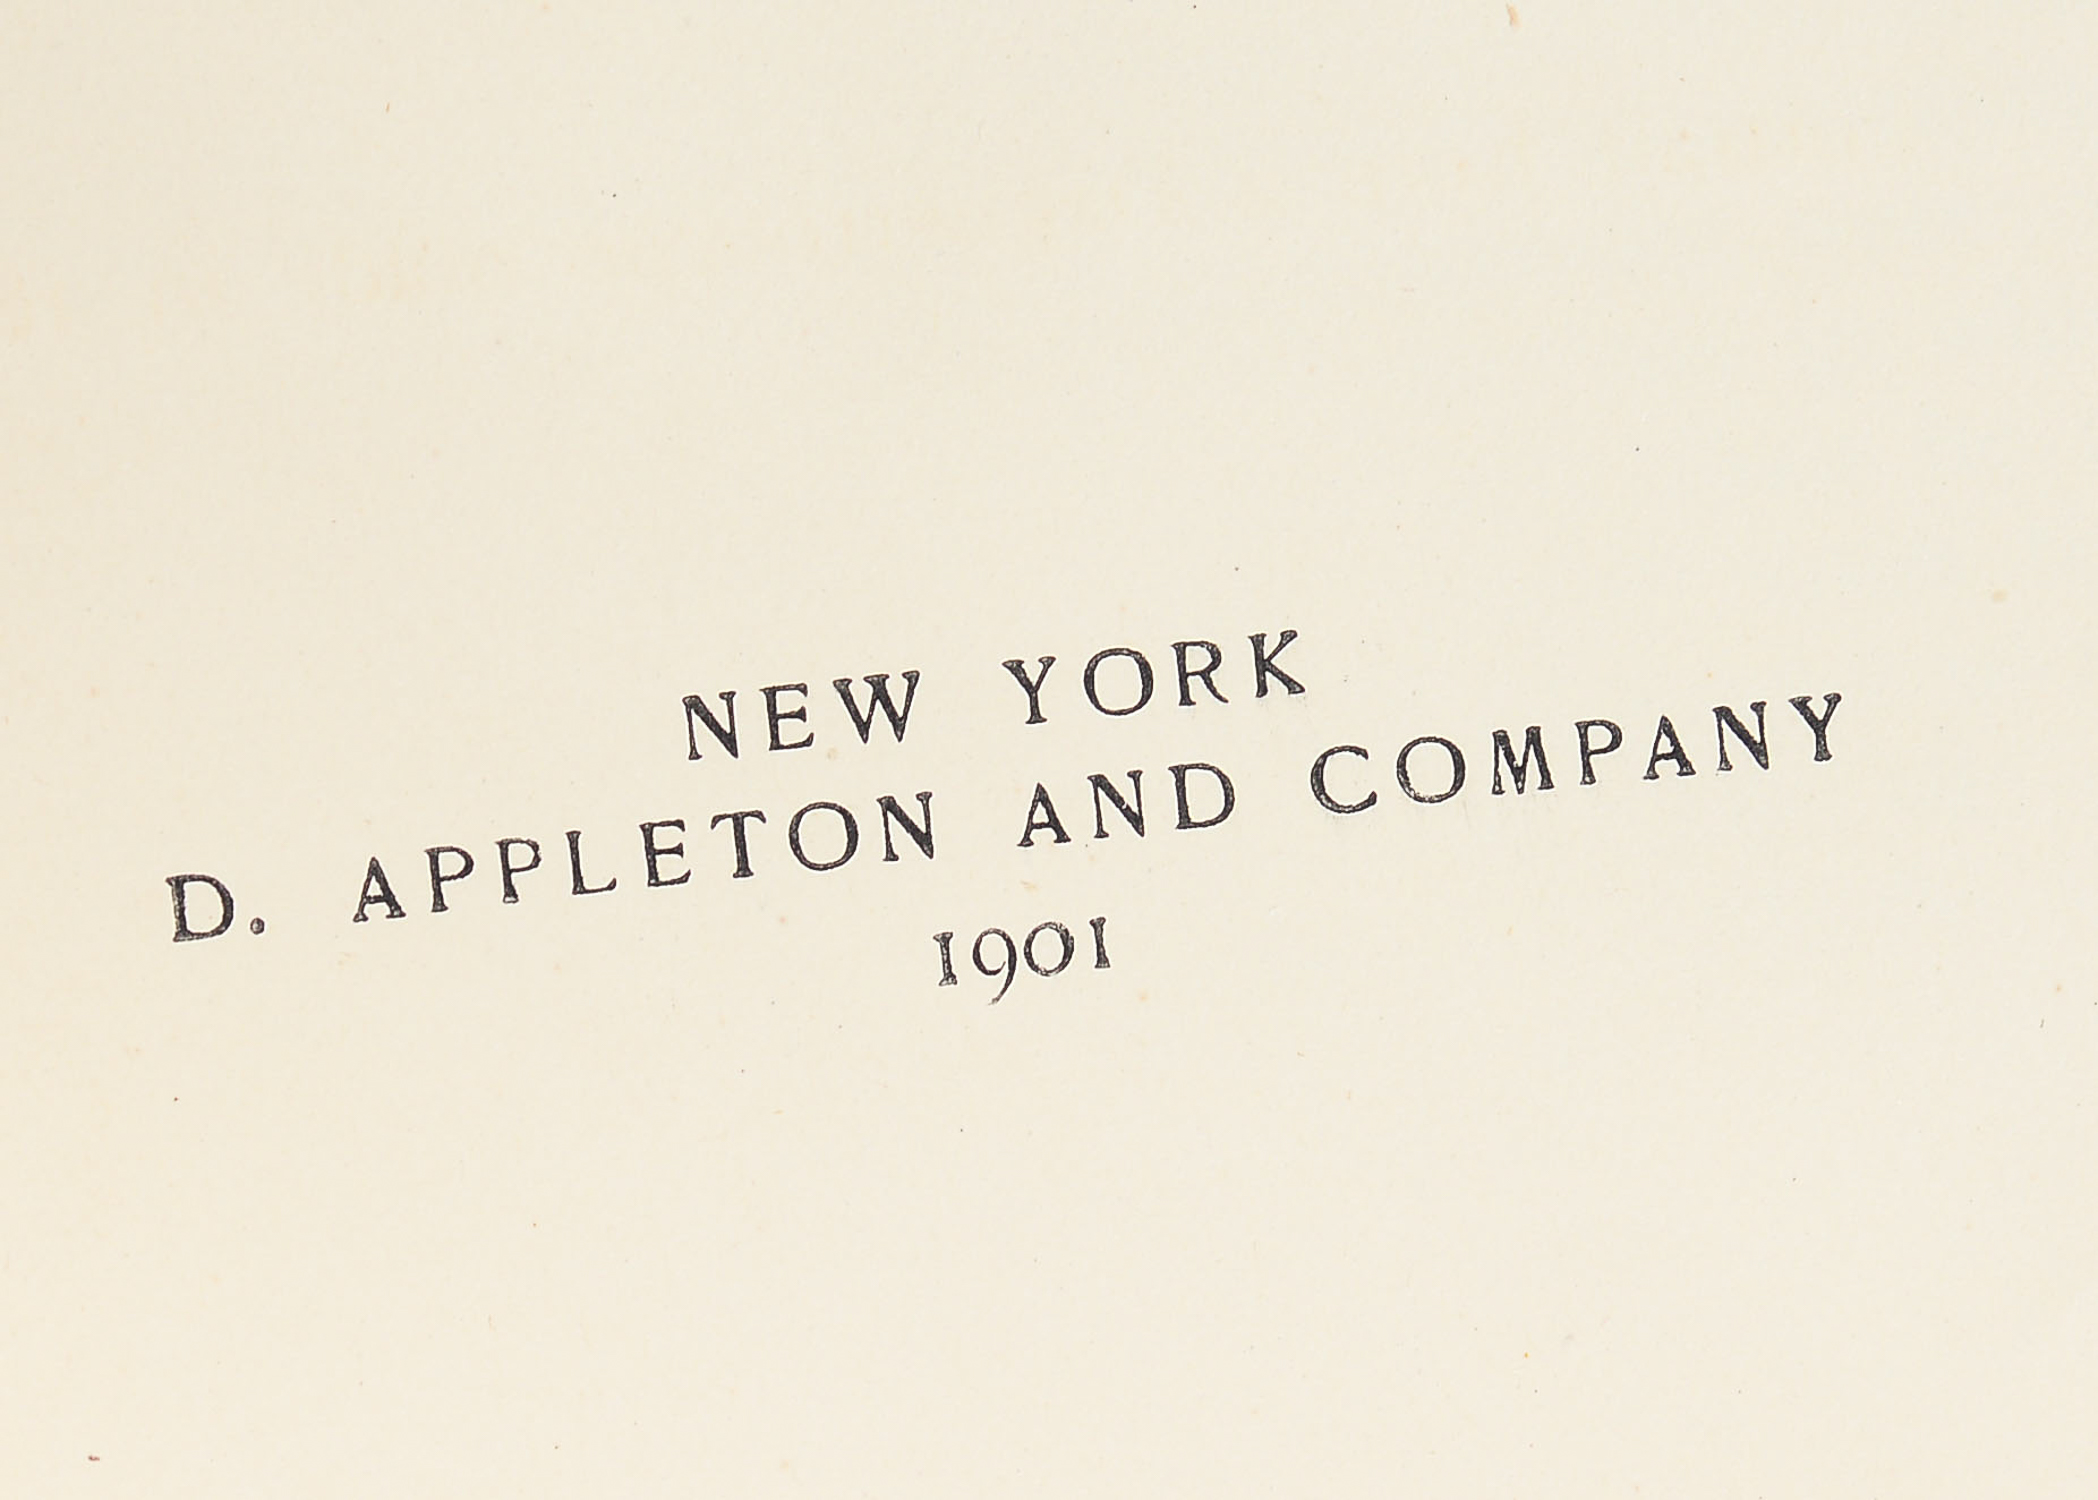 NEW YORK
D. APPLETON AND COMPANY
1901